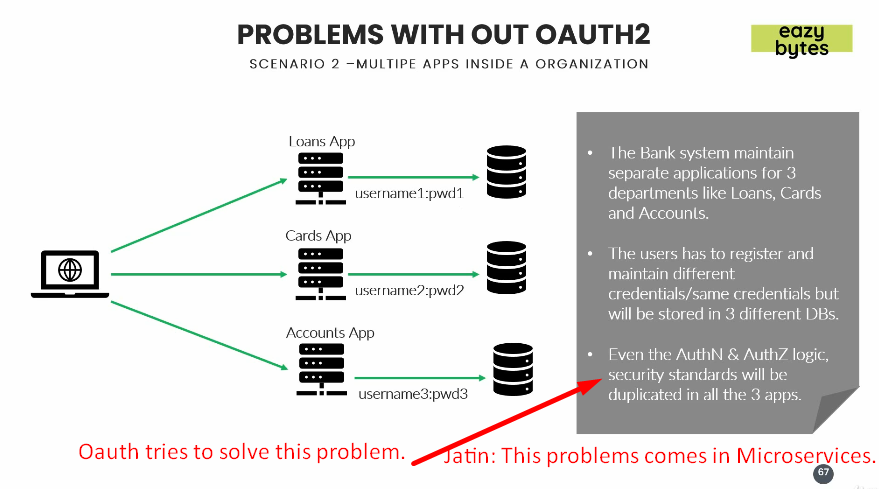 PROBLEMS WITH OUT OAUTH2
eazy
bytes
SCENARIO 2 –MULTIPE APPS INSIDE A ORGANIZATION
Loans App
username1:pwd1
Cards App
username2:pwd2
Accounts App
username3:pwd3
• The Bank system maintain
separate applications for 3
departments like Loans, Cards
and Accounts.
• The users has to register and
maintain different
credentials/same credentials but
will be stored in 3 different DBs.
• Even the AuthN & AuthZ logic,
security standards will be
duplicated in all the 3 apps.
Oauth tries to solve this problem.
Jatin: This problems comes in Microservices.
67